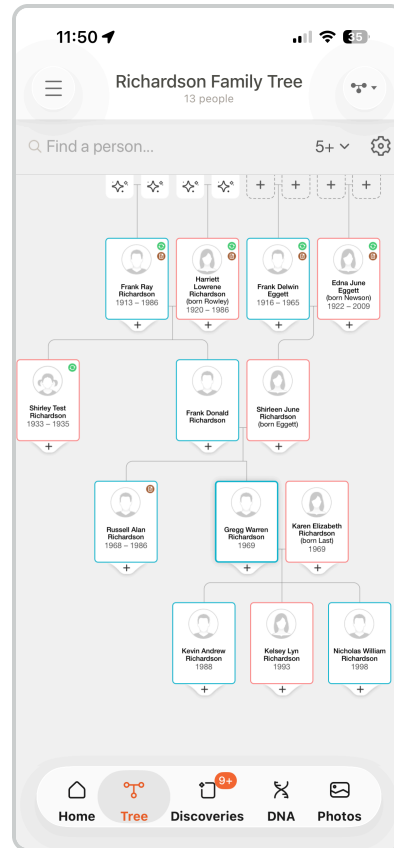 11:50
35
Richardson Family Tree
13 people
Find a person...
5+
Frank Ray
Richardson
1913 – 1986
Harriett
Lowrene
Richardson
(born Rowley)
1920 – 1986
Frank Delwin
Eggett
1916 – 1965
Edna June
Eggett
(born Newson)
1922 – 2009
Shirley Test
Richardson
1933 – 1935
Frank Donald
Richardson
Shirleen June
Richardson
(born Eggett)
Russell Alan
Richardson
1968 – 1986
Gregg Warren
Richardson
1969
Karen Elizabeth
Richardson
(born Last)
1969
Kevin Andrew
Richardson
1988
Kelsey Lyn
Richardson
1993
Nicholas William
Richardson
1998
9+
Home
Tree
Discoveries
DNA
Photos